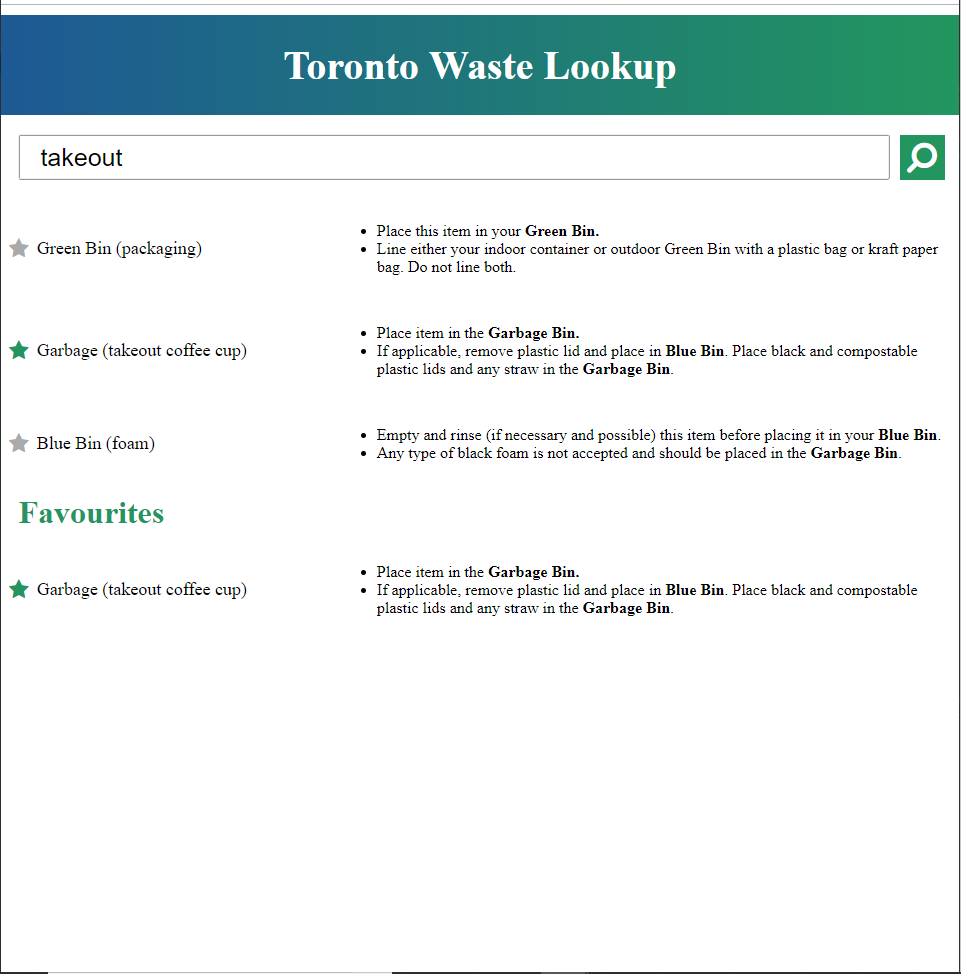 Toronto Waste Lookup
takeout
Green Bin (packaging)
Place this item in your Green Bin.
Line either your indoor container or outdoor Green Bin with a plastic bag or kraft paper
bag. Do not line both.
Garbage (takeout coffee cup)
Place item in the Garbage Bin.
If applicable, remove plastic lid and place in Blue Bin. Place black and compostable
plastic lids and any straw in the Garbage Bin.
Blue Bin (foam)
Empty and rinse (if necessary and possible) this item before placing it in your Blue Bin.
Any type of black foam is not accepted and should be placed in the Garbage Bin.
Favourites
Garbage (takeout coffee cup)
Place item in the Garbage Bin.
If applicable, remove plastic lid and place in Blue Bin. Place black and compostable
plastic lids and any straw in the Garbage Bin.